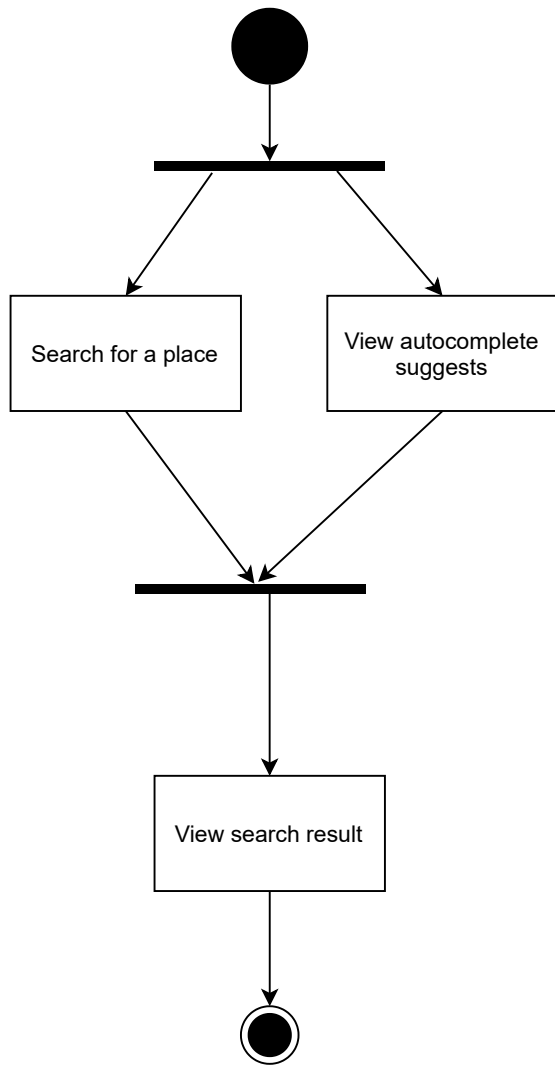 Search for a place
View autocomplete
suggests
View search result